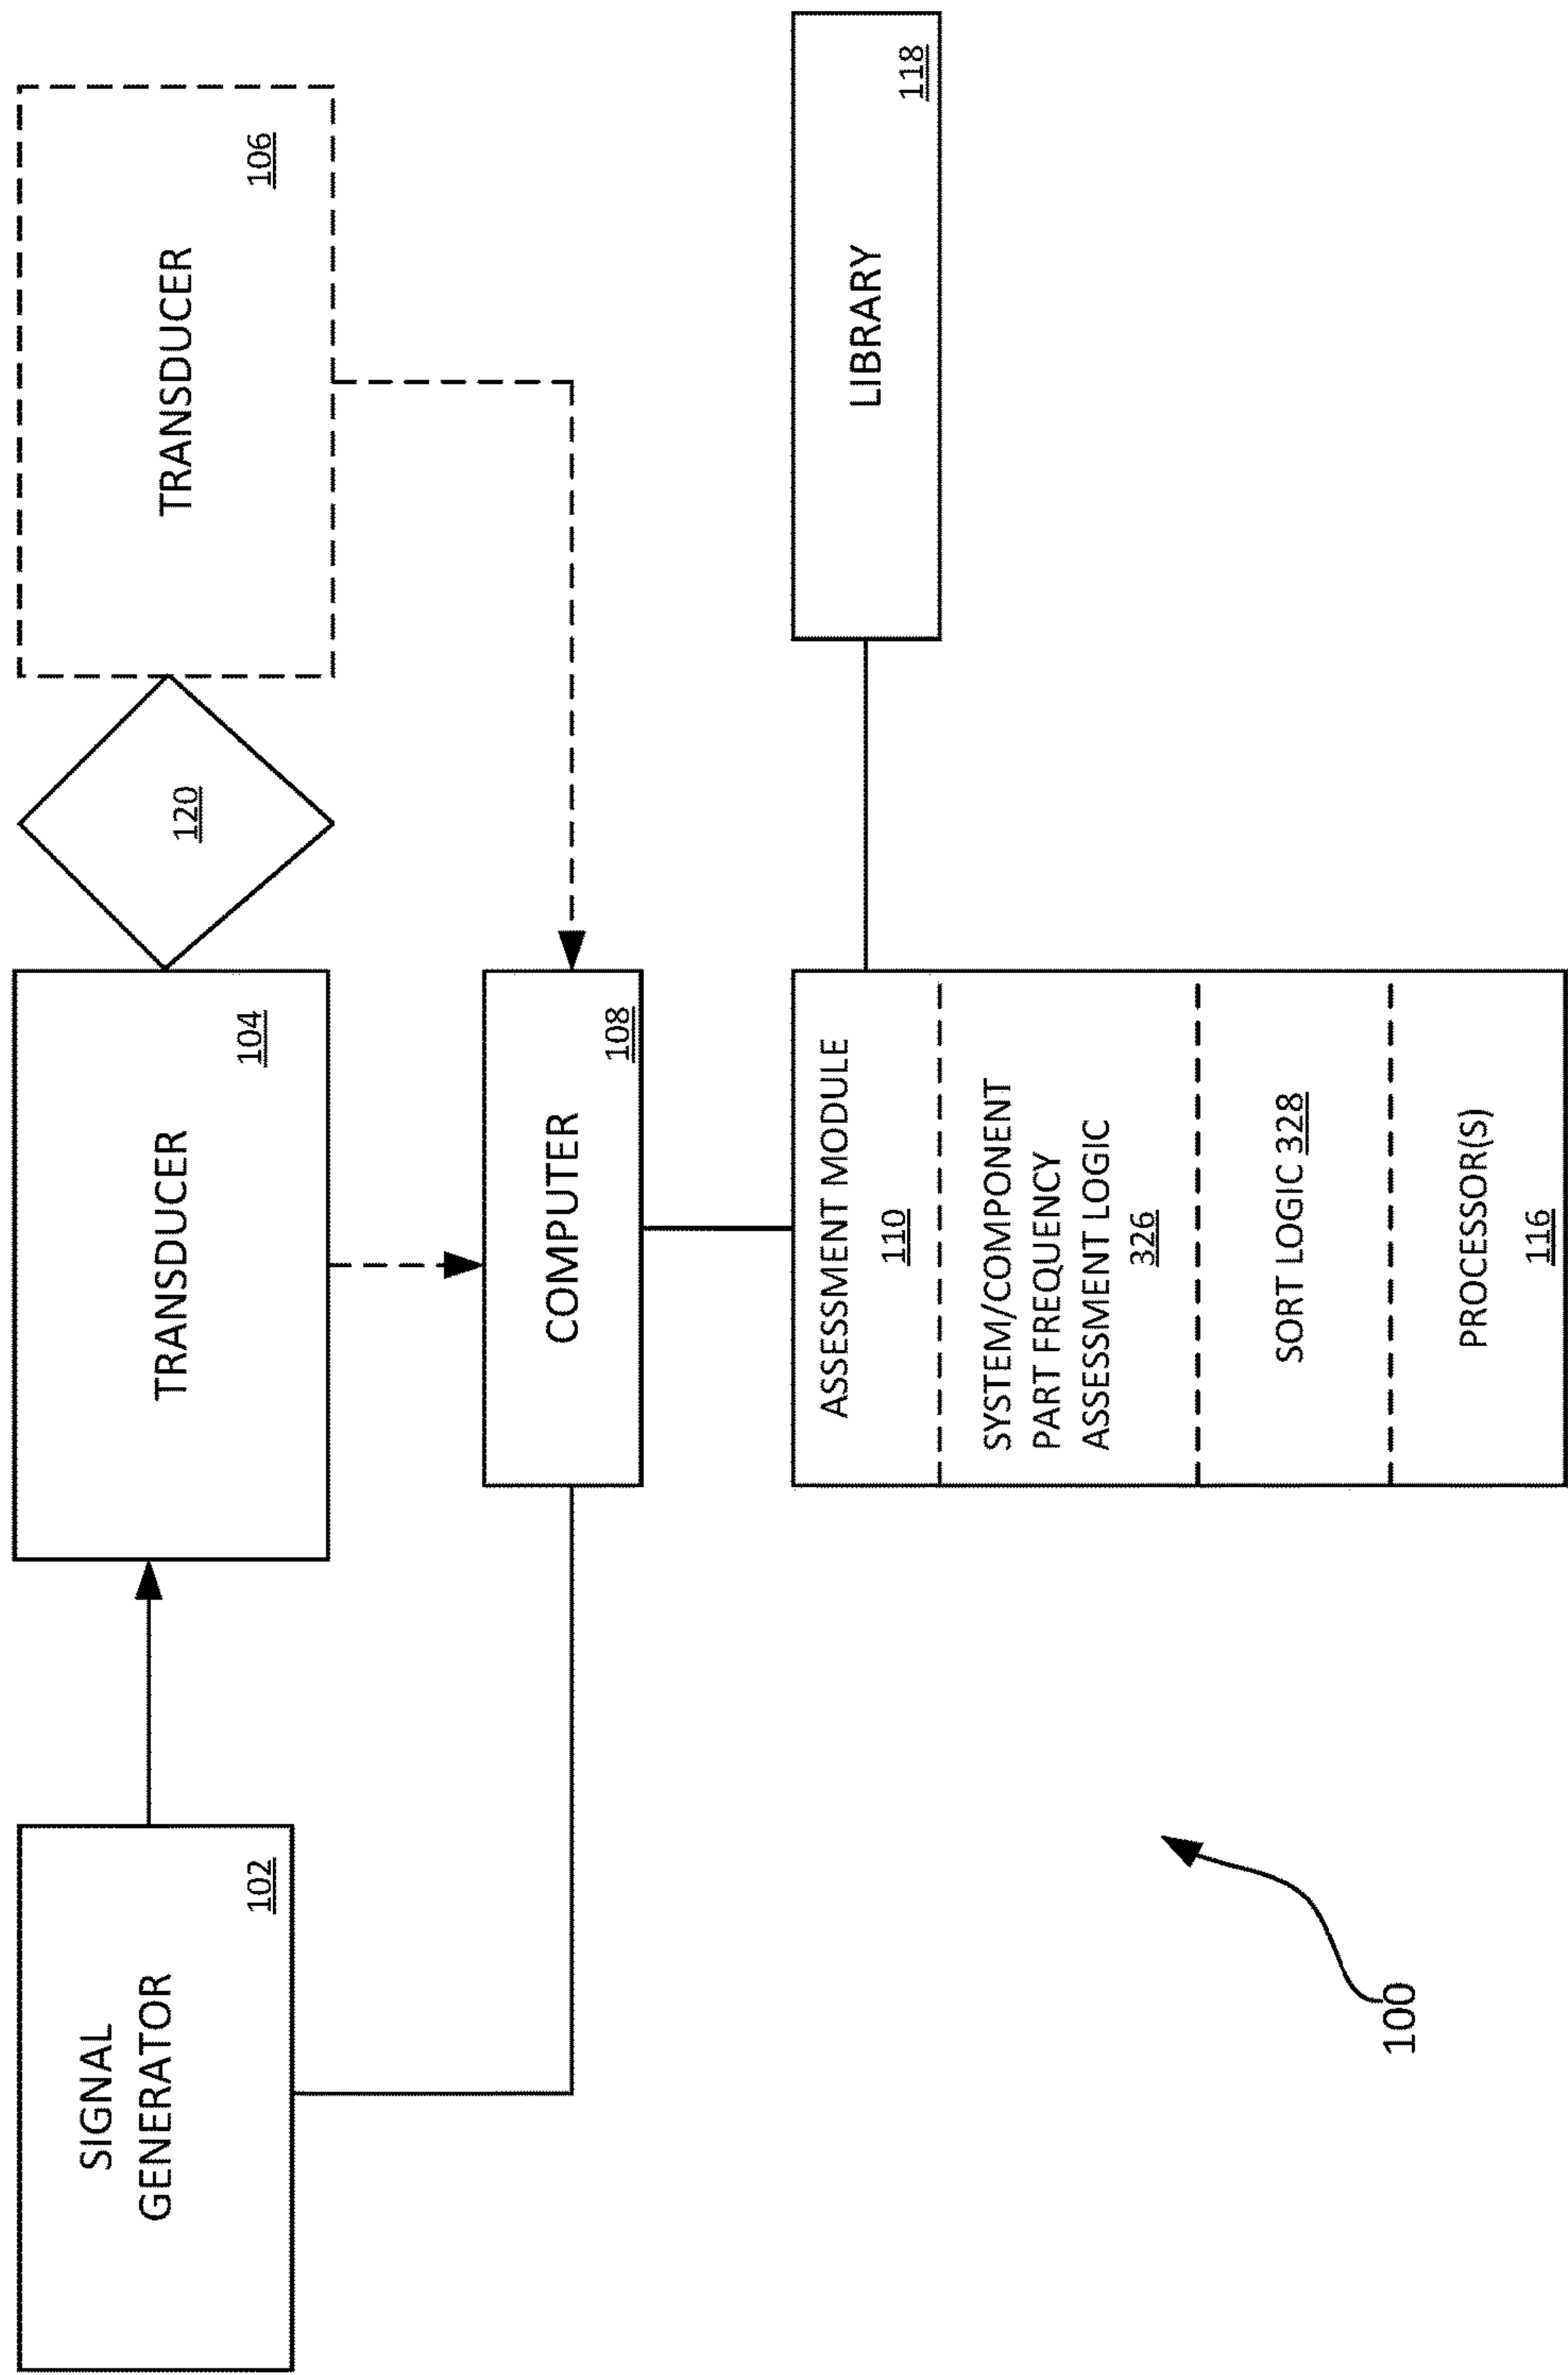 SIGNAL
GENERATOR
102
TRANSDUCER
104
120
TRANSDUCER
106
COMPUTER
108
ASSESSMENT MODULE
110
SYSTEM/COMPONENT
PART FREQUENCY
ASSESSMENT LOGIC
326
SORT LOGIC 328
PROCESSOR(S)
116
LIBRARY
118
100